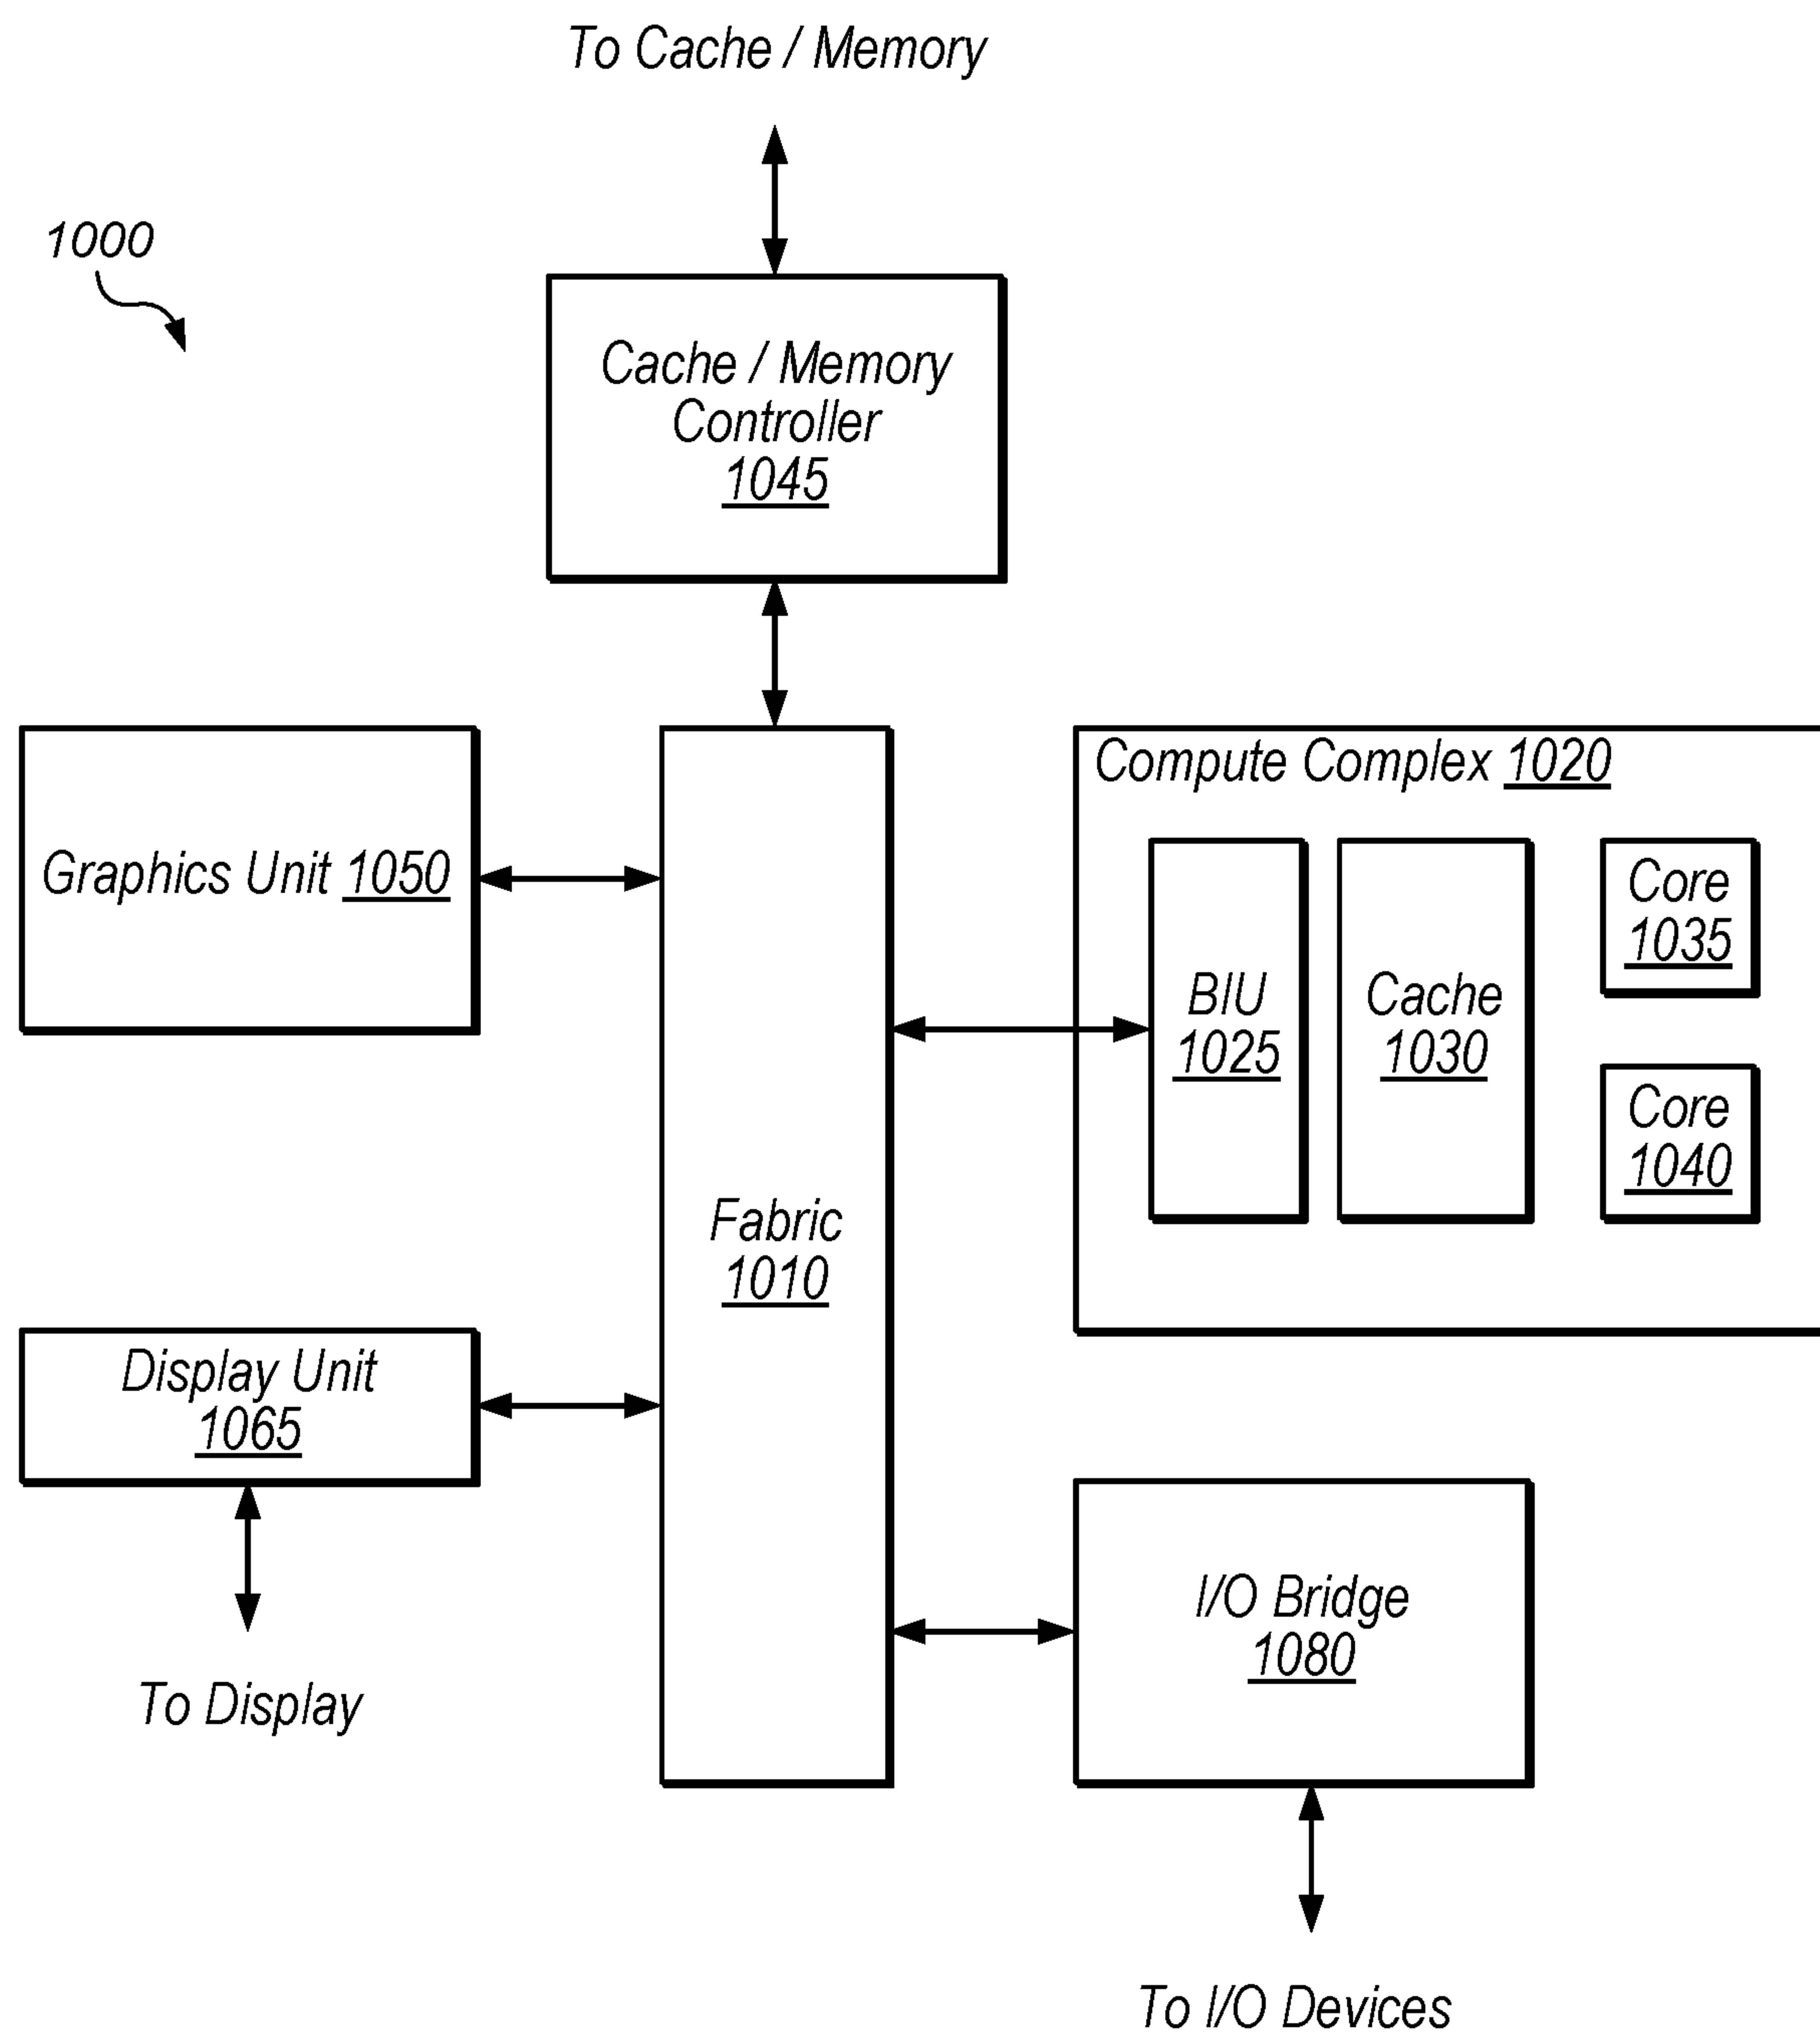 To Cache / Memory
1000
Cache / Memory
Controller
1045
Graphics Unit 1050
Fabric
1010
Compute Complex 1020
BIU
1025
Cache
1030
Core
1035
Core
1040
Display Unit
1065
To Display
I/O Bridge
1080
To I/O Devices